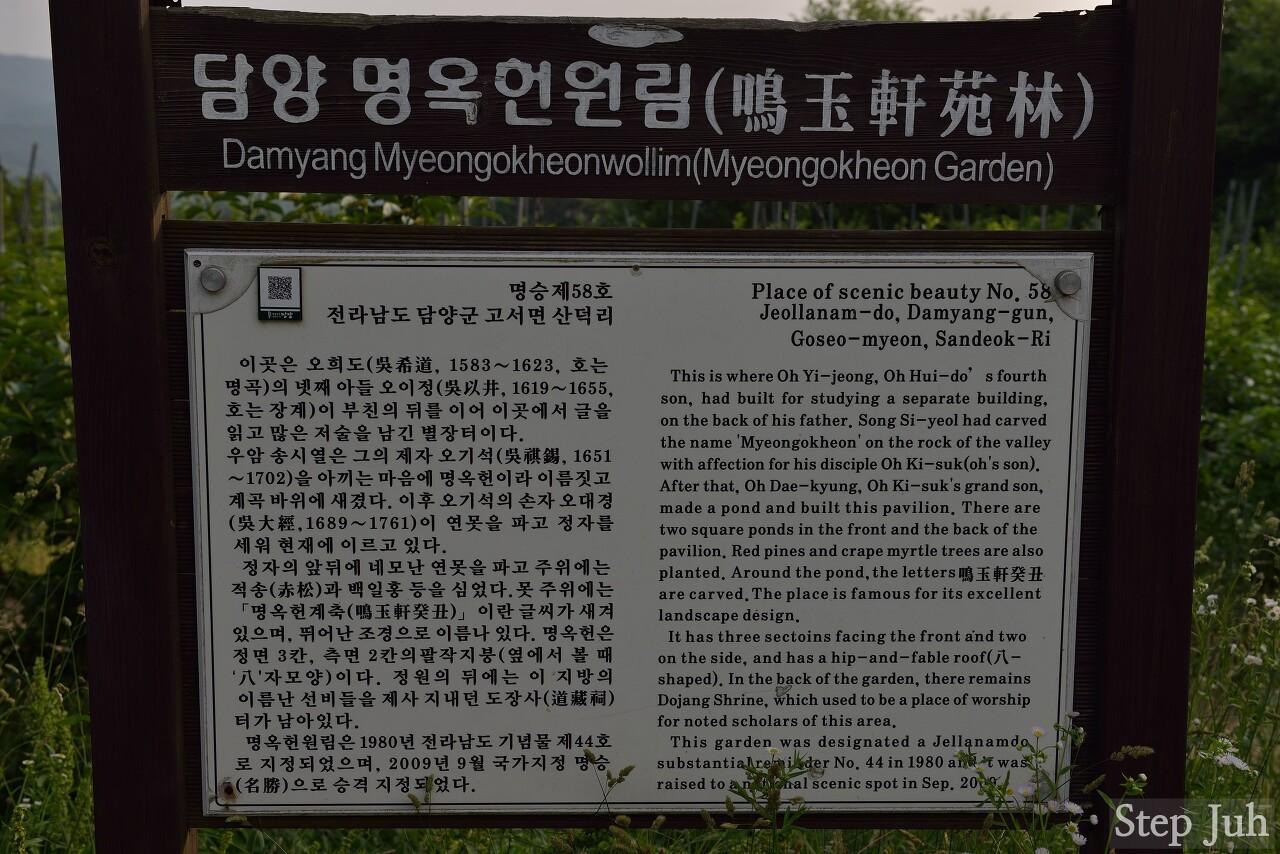 담양 명옥헌원림(鳴玉軒苑林)
Damyang Myeongokheonwollim(Myeongokheon Garden)
명승제58호
전라남도 담양군 고서면 산덕리
이곳은 오희도(吳希道, 1583~1623, 호는
명곡)의 넷째 아들 오이정(吳以井, 1619~1655,
호는 장계)이 부친의 뒤를 이어 이곳에서 글을
읽고 많은 저술을 남긴 별장터이다.
우암 송시열은 그의 제자 오기석(吳祺錫, 1651
~1702)을 아끼는 마음에 명옥헌이라 이름짓고
계곡 바위에 새겼다. 이후 오기석의 손자 오대경
(吳大經,1689~1761)이 연못을 파고 정자를
세워 현재에 이르고 있다.
정자의 앞뒤에 네모난 연못을 파고 주위에는
적송(赤松)과 백일홍 등을 심었다.못 주위에는
「명옥헌계축(鳴玉軒癸丑)」이란 글씨가 새겨
있으며, 뛰어난 조경으로 이름나 있다. 명옥헌은
정면 3칸, 측면 2칸의팔작지붕(옆에서 볼 때
'八'자모양)이다. 정원의 뒤에는 이 지방의
이름난 선비들을 제사 지내던 도장사(道藏祠)
터가 남아있다.
명옥헌원림은 1980년 전라남도 기념물 제44호
로 지정되었으며, 2009년 9월 국가지정 명승
(名勝)으로 승격 지정되었다.
Place of scenic beauty No. 58
Jeollanam-do, Damyang-gun,
Goseo-myeon, Sandeok-Ri
This is where Oh Yi-jeong, Oh Hui-do's fourth
son, had built for studying a separate building,
on the back of his father. Song Si-yeol had carved
the name 'Myeongokheon' on the rock of the valley
with affection for his disciple Oh Ki-suk(oh's son).
After that, Oh Dae-kyung, Oh Ki-suk's grand son,
made a pond and built this pavilion. There are
two square ponds in the front and the back of the
pavilion. Red pines and crape myrtle trees are also
planted. Around the pond,the letters 鳴玉軒癸丑
are carved.The place is famous for its excellent
landscape design.
It has three sectoins facing the front and two
on the side, and has a hip-and-fable roof(八-
shaped). In the back of the garden, there remains
Dojang Shrine, which used to be a place of worship
for noted scholars of this area.
This garden was designated a Jellanamdo
substantial reminder No. 44 in 1980 and it was
raised to a national scenic spot in Sep.
Step Juh